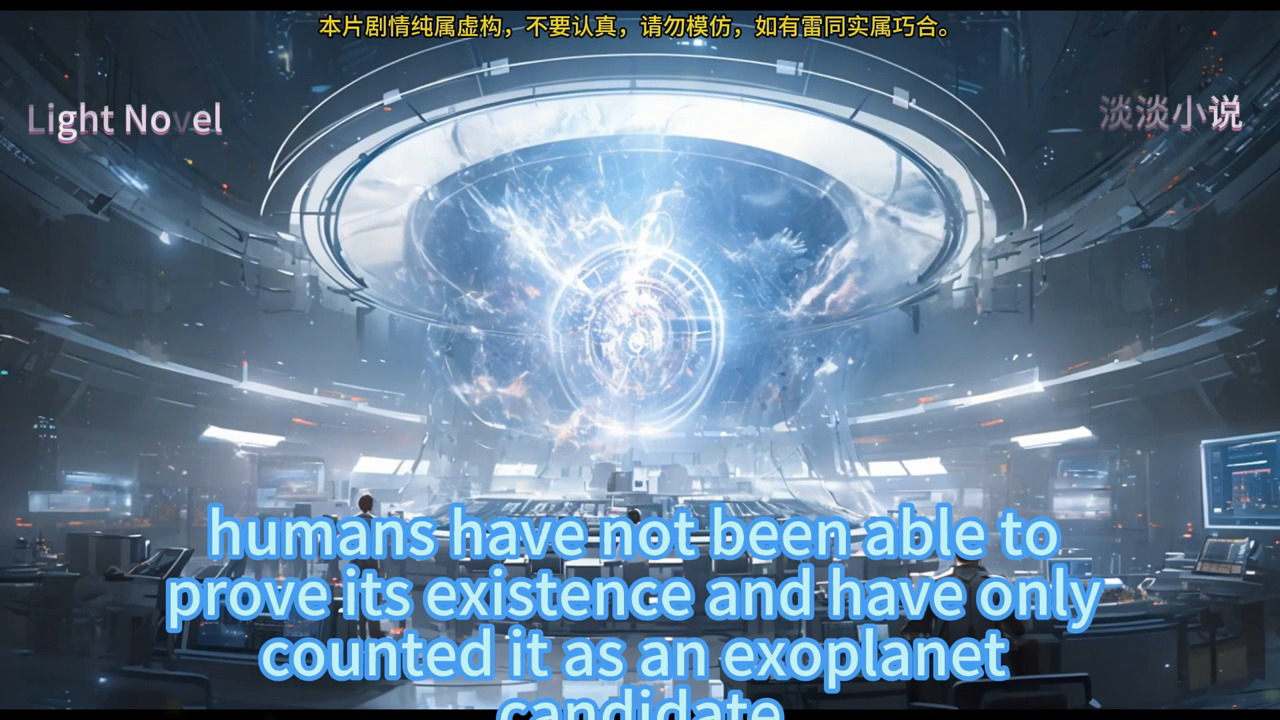 本片剧情纯属虚构，不要认真，请勿模仿，如有雷同实属巧合。
Light Novel
淡淡小说
humans have not been able to
prove its existence and have only
counted it as an exoplanet
candidate